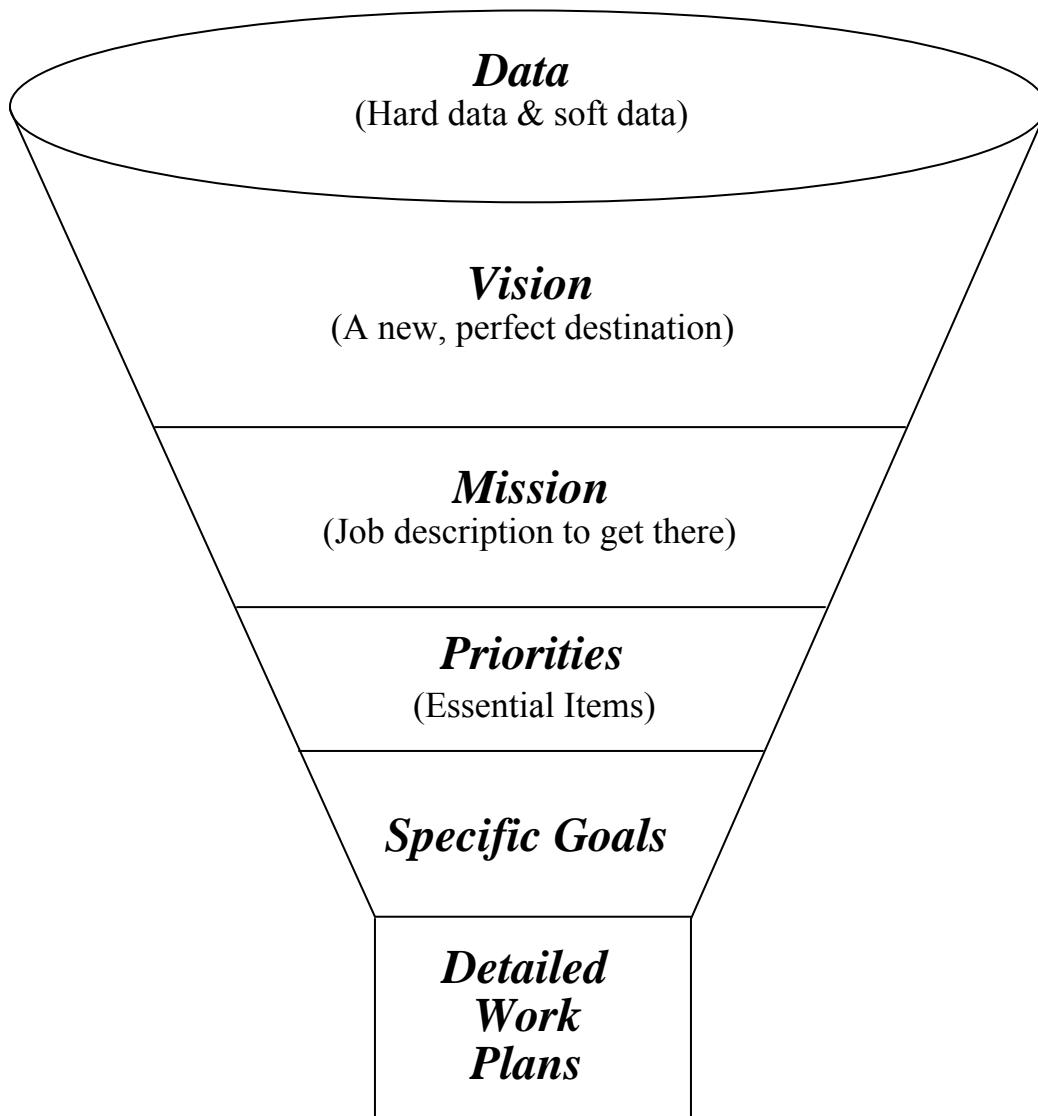 Data
(Hard data & soft data)
Vision
(A new, perfect destination)
Mission
(Job description to get there)
Priorities
(Essential Items)
Specific Goals
Detailed
Work
Plans